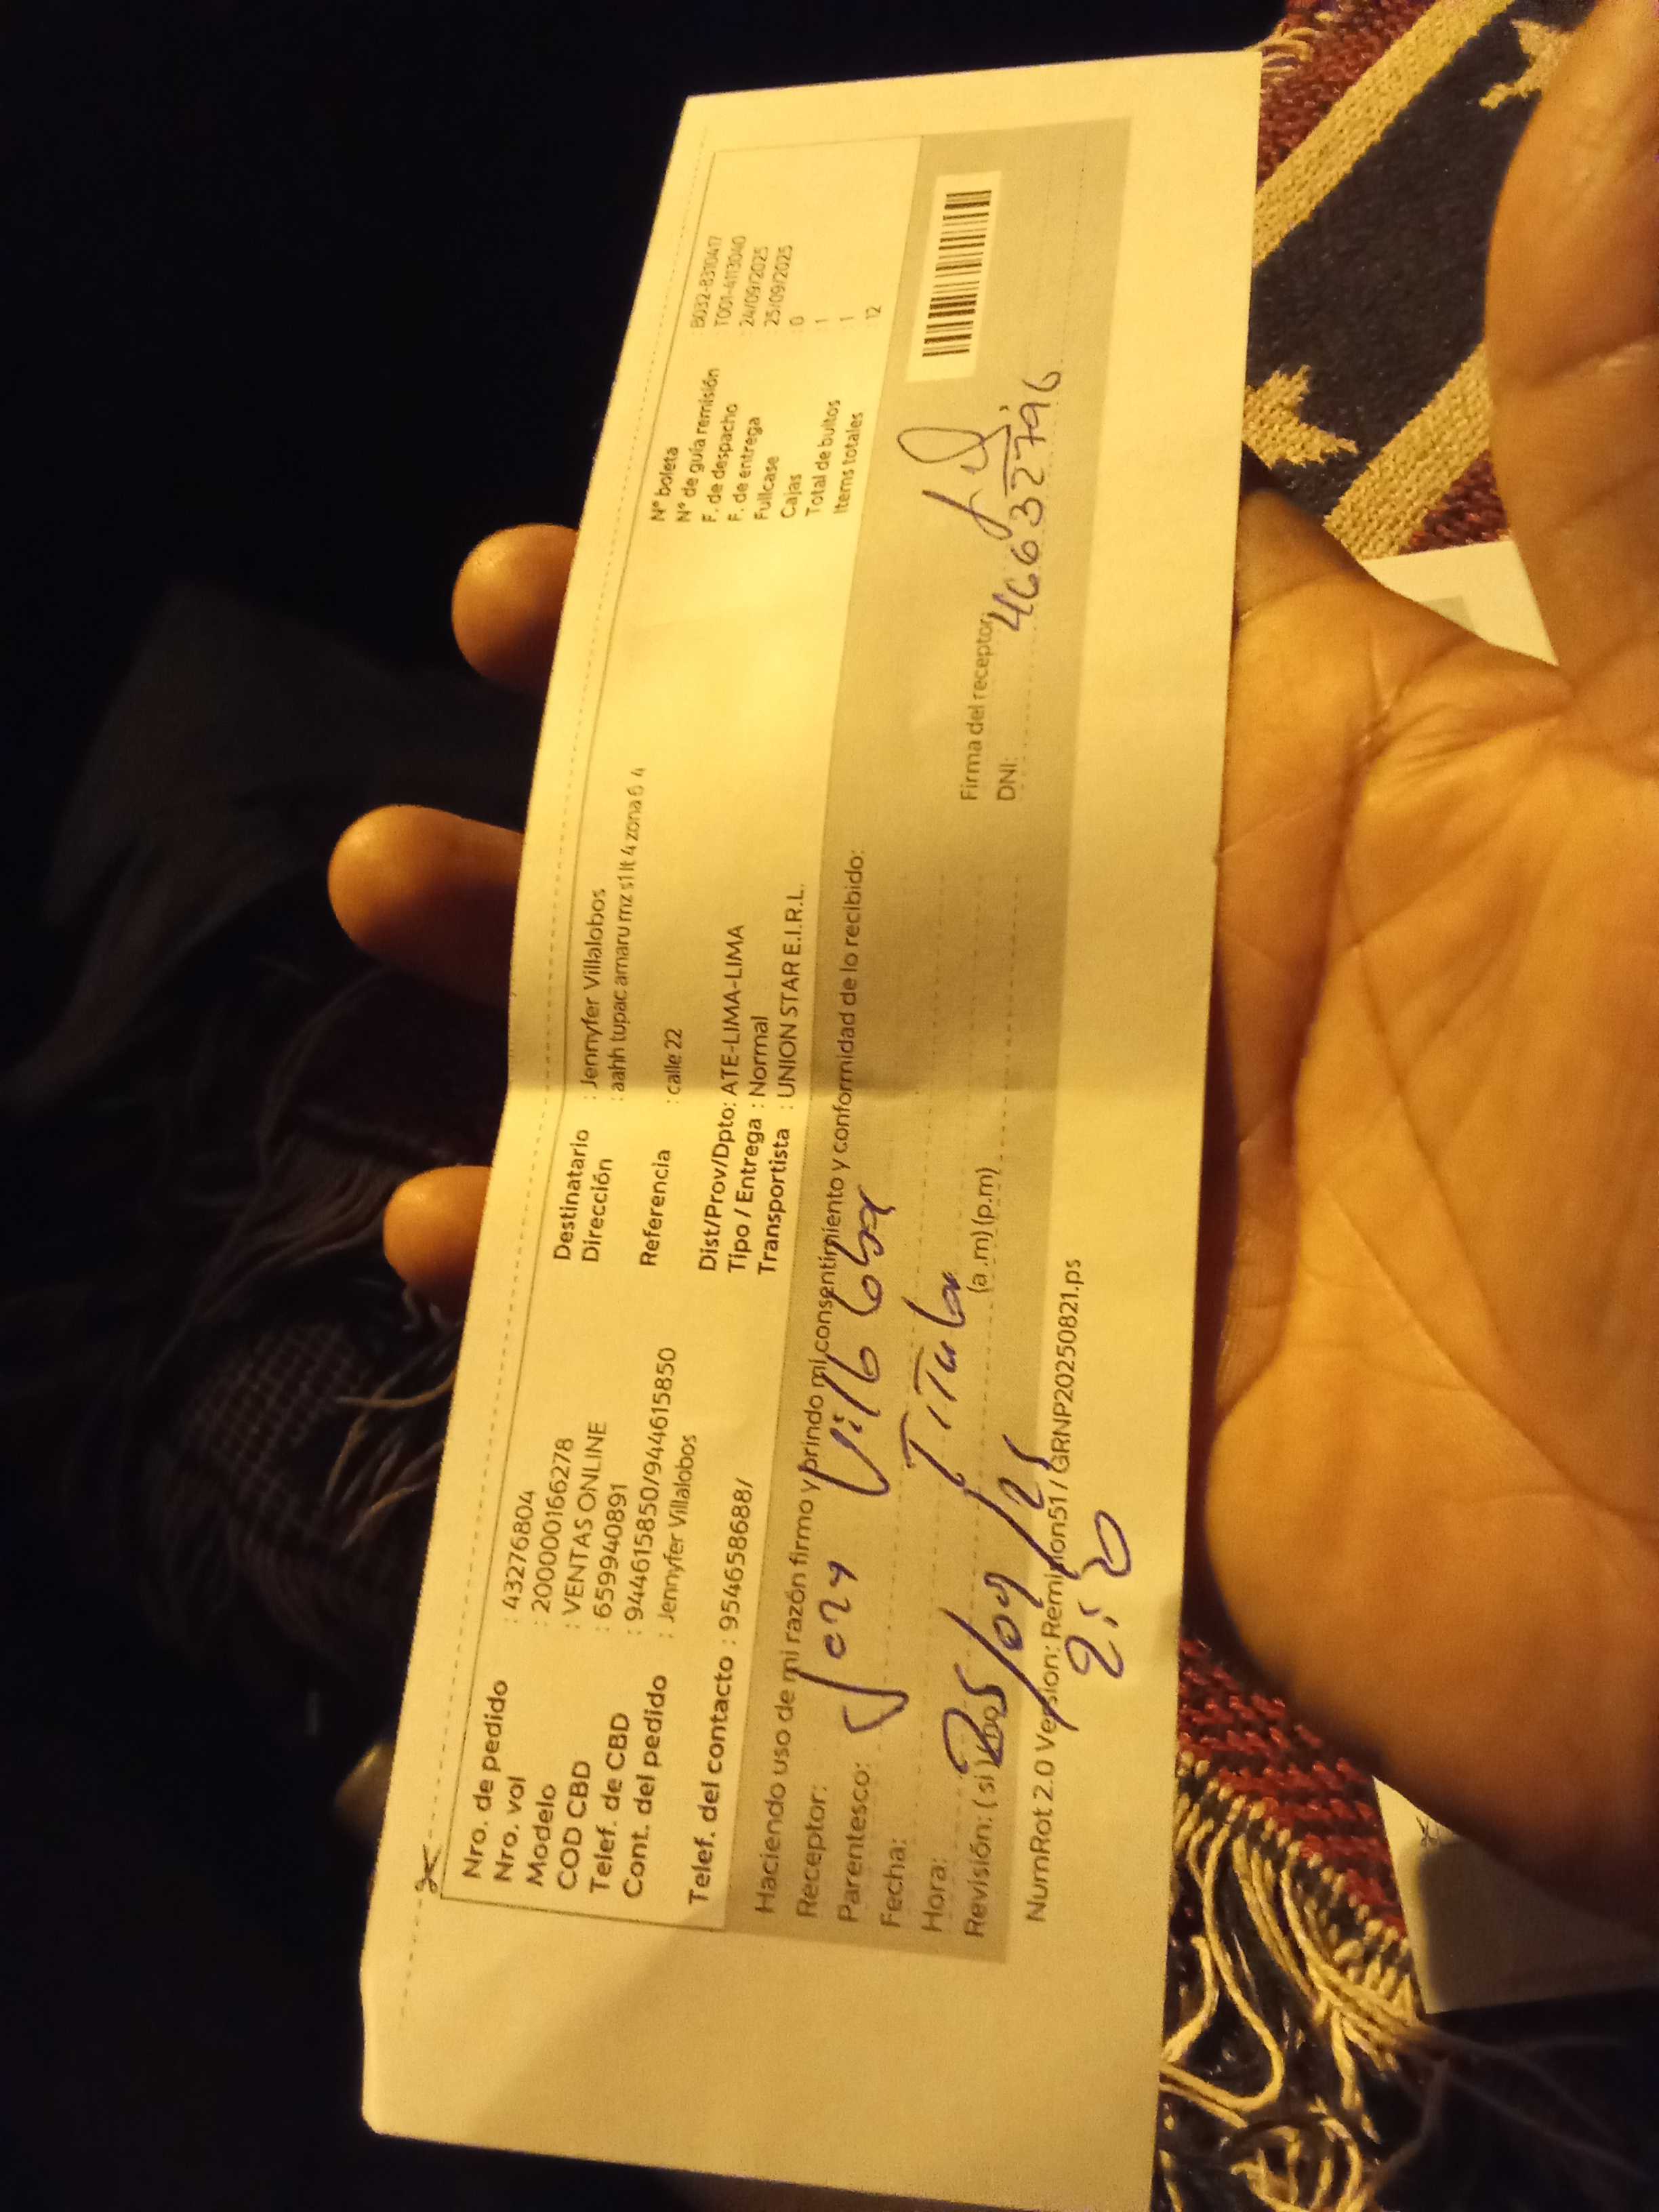 Nro. de pedido : 43276804
Nro. vol : 200000166278
Modelo : VENTAS ONLINE
COD CBD : 659940891
Telef. de CBD : 944615850/944615850
Cont. del pedido : Jennyfer Villalobos
Telef. del contacto : 954658688/
Destinatario : Jennyfer Villalobos
Dirección : aahh tupac amaru mz s1 lt 4 zona 6 4
Referencia : calle 22
Dist/Prov/Dpto: ATE-LIMA-LIMA
Tipo / Entrega : Normal
Transportista : UNION STAR E.I.R.L.
N° boleta : B032-8310417
N° de guía remisión T001-4113040
F. de despacho : 24/09/2025
F. de entrega 25/09/2025
Fullcase : 0
Cajas 1
Total de bultos 1
Items totales 12
Haciendo uso de mi razón firmo y brindo mi consentimiento y conformidad de lo recibido:
Receptor:
Parentesco: Titular
Fecha: 25/09/25
Hora: (a.m)(p.m)
Revisión: ( si )
Firma del receptor:
DNI: 46632796
NumRot 2.0 Version: Remision51 / GRNP20250821.ps